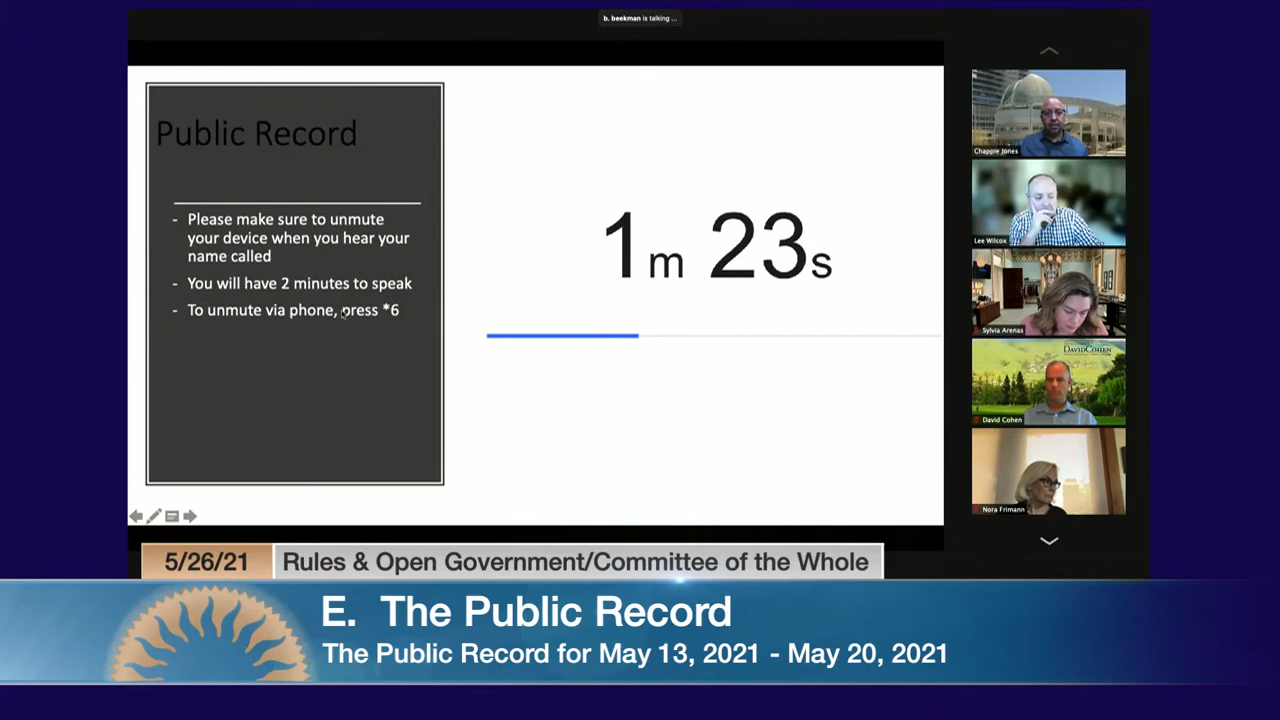 b. beekman is talking ...
Public Record
- Please make sure to unmute
your device when you hear your
name called
- You will have 2 minutes to speak
- To unmute via phone, press *6
1m 23s
Chappie Jones
Lee Wilcox
Sylvia Arenas
DAVID COHEN
David Cohen
Nora Frimann
5/26/21
Rules & Open Government/Committee of the Whole
E. The Public Record
The Public Record for May 13, 2021 - May 20, 2021